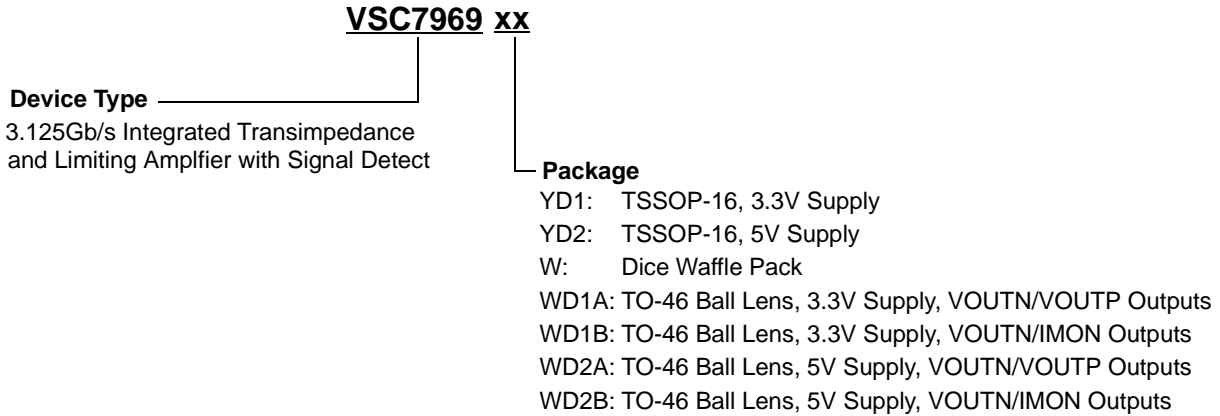 VSC7969 xx
Device Type
3.125Gb/s Integrated Transimpedance
and Limiting Amplfier with Signal Detect
Package
YD1: TSSOP-16, 3.3V Supply
YD2: TSSOP-16, 5V Supply
W: Dice Waffle Pack
WD1A: TO-46 Ball Lens, 3.3V Supply, VOUTN/VOUTP Outputs
WD1B: TO-46 Ball Lens, 3.3V Supply, VOUTN/IMON Outputs
WD2A: TO-46 Ball Lens, 5V Supply, VOUTN/VOUTP Outputs
WD2B: TO-46 Ball Lens, 5V Supply, VOUTN/IMON Outputs